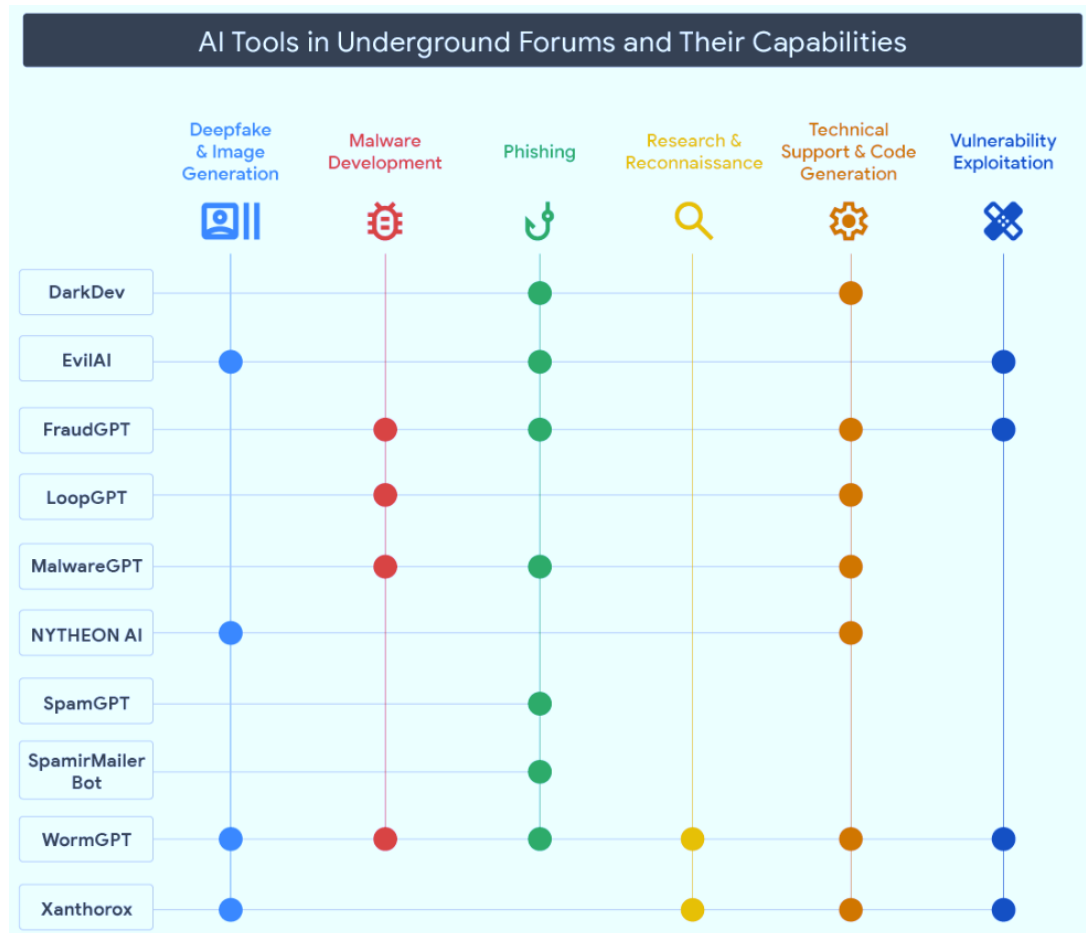 AI Tools in Underground Forums and Their Capabilities
Deepfake
& Image
Generation
Malware
Development
Phishing
Research &
Reconnaissance
Technical
Support & Code
Generation
Vulnerability
Exploitation
DarkDev
EvilAI
FraudGPT
LoopGPT
MalwareGPT
NYTHEON AI
SpamGPT
SpamirMailer
Bot
WormGPT
Xanthorox